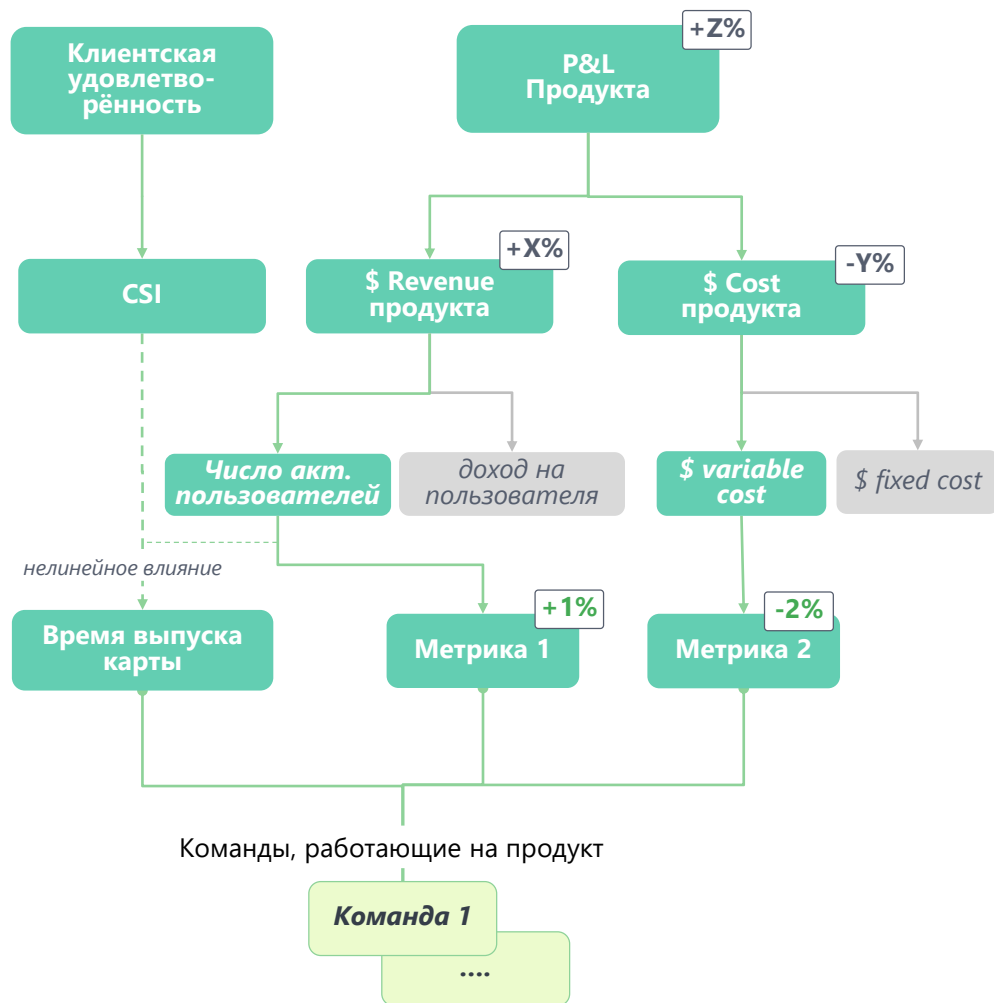 Клиентская
удовлетво-
рённость
+Z%
P&L
Продукта
CSI
+X%
$ Revenue
продукта
-Y%
$ Cost
продукта
Число акт.
пользователей
доход на
пользователя
$ variable
cost
$ fixed cost
нелинейное влияние
Время выпуска
карты
+1%
Метрика 1
-2%
Метрика 2
Команды, работающие на продукт
Команда 1
....